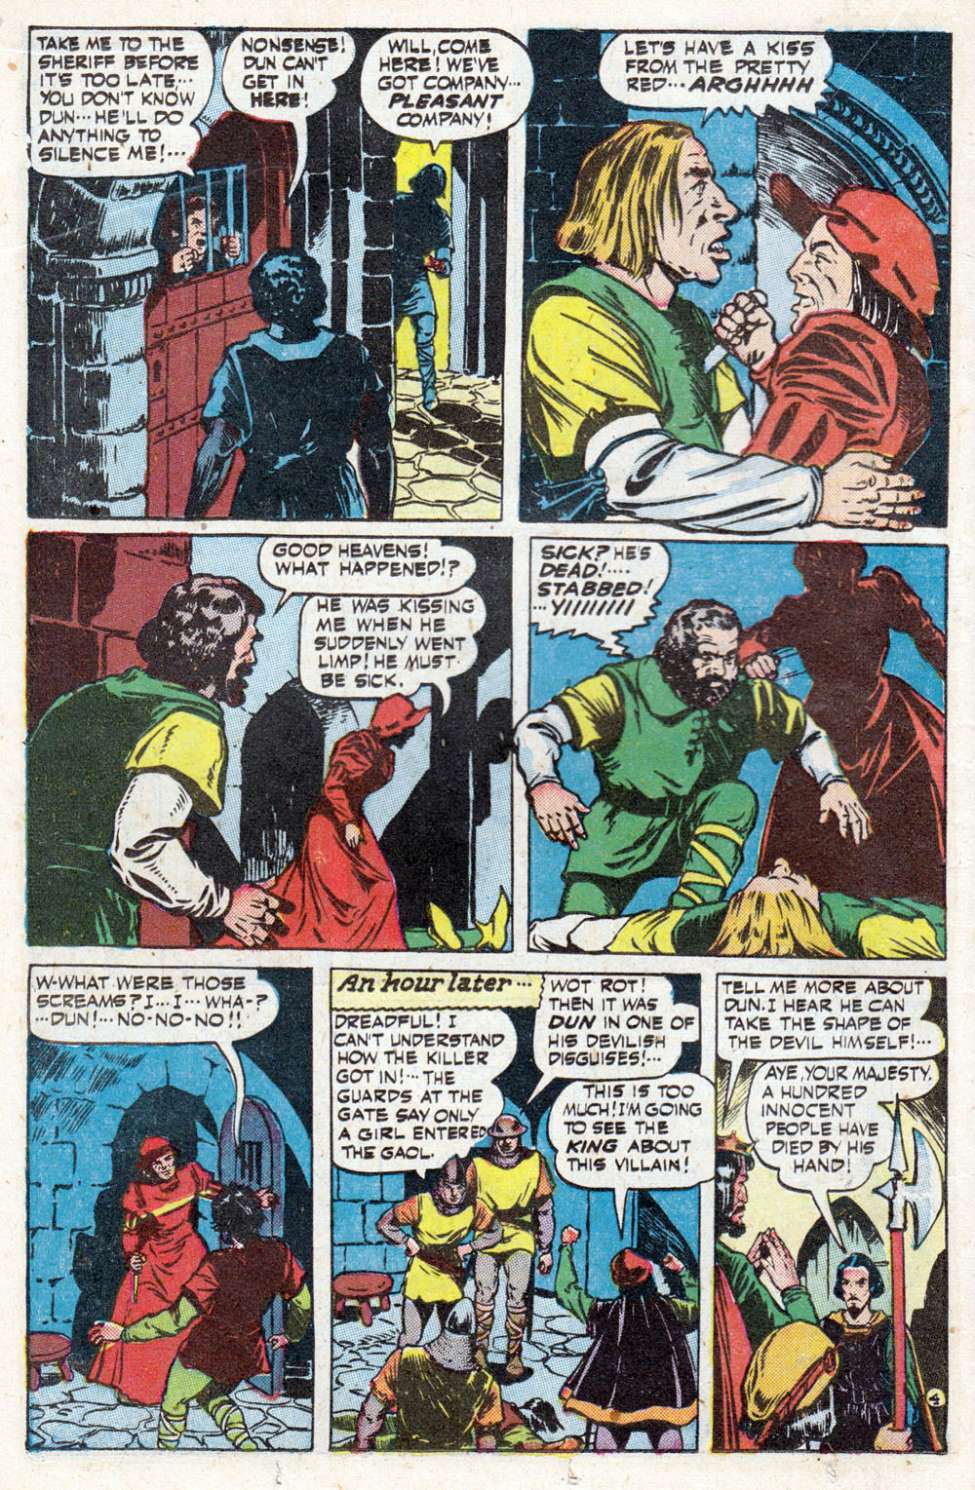 TAKE ME TO THE
SHERIFF BEFORE
IT'S TOO LATE...
YOU DON'T KNOW
DUN...HE'LL DO
ANYTHING TO
SILENCE ME!...
NONSENSE!
DUN CAN'T
GET IN
HERE!
WILL, COME
HERE! WE'VE
GOT COMPANY...
PLEASANT
COMPANY!
LET'S HAVE A KISS
FROM THE PRETTY
RED...ARGHHHH
GOOD HEAVENS!
WHAT HAPPENED!?
HE WAS KISSING
ME WHEN HE
SUDDENLY WENT
LIMP! HE MUST
BE SICK.
SICK? HE'S
DEAD!....
STABBED!
...YIIIIIIII
W-WHAT WERE THOSE
SCREAMS? I...I...WHA-?
...DUN!...NO-NO-NO!!
An hour later...
DREADFUL! I
CAN'T UNDERSTAND
HOW THE KILLER
GOT IN!...THE
GUARDS AT THE
GATE SAY ONLY
A GIRL ENTERED
THE GAOL.
WOT ROT!
THEN IT WAS
DUN IN ONE OF
HIS DEVILISH
DISGUISES!...
THIS IS TOO
MUCH! I'M GOING
TO SEE THE
KING ABOUT
THIS VILLAIN!
TELL ME MORE ABOUT
DUN. I HEAR HE CAN
TAKE THE SHAPE OF
THE DEVIL HIMSELF!...
AYE, YOUR MAJESTY.
A HUNDRED
INNOCENT
PEOPLE HAVE
DIED BY HIS
HAND!
4